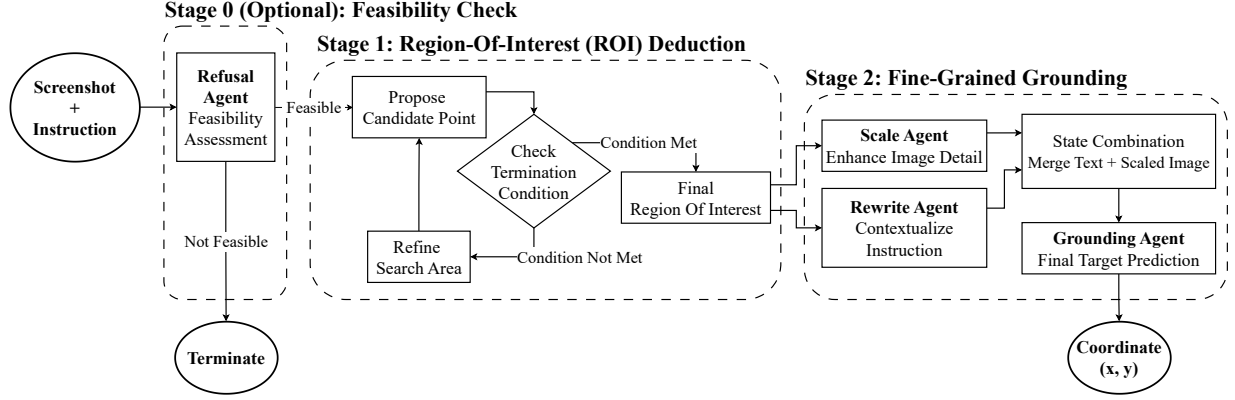 Stage 0 (Optional): Feasibility Check
Stage 1: Region-Of-Interest (ROI) Deduction
Stage 2: Fine-Grained Grounding
Screenshot
+
Instruction
Refusal
Agent
Feasibility
Assessment
Feasible
Not Feasible
Terminate
Propose
Candidate Point
Check
Termination
Condition
Condition Met
Condition Not Met
Refine
Search Area
Final
Region Of Interest
Scale Agent
Enhance Image Detail
Rewrite Agent
Contextualize
Instruction
State Combination
Merge Text + Scaled Image
Grounding Agent
Final Target Prediction
Coordinate
(x, y)